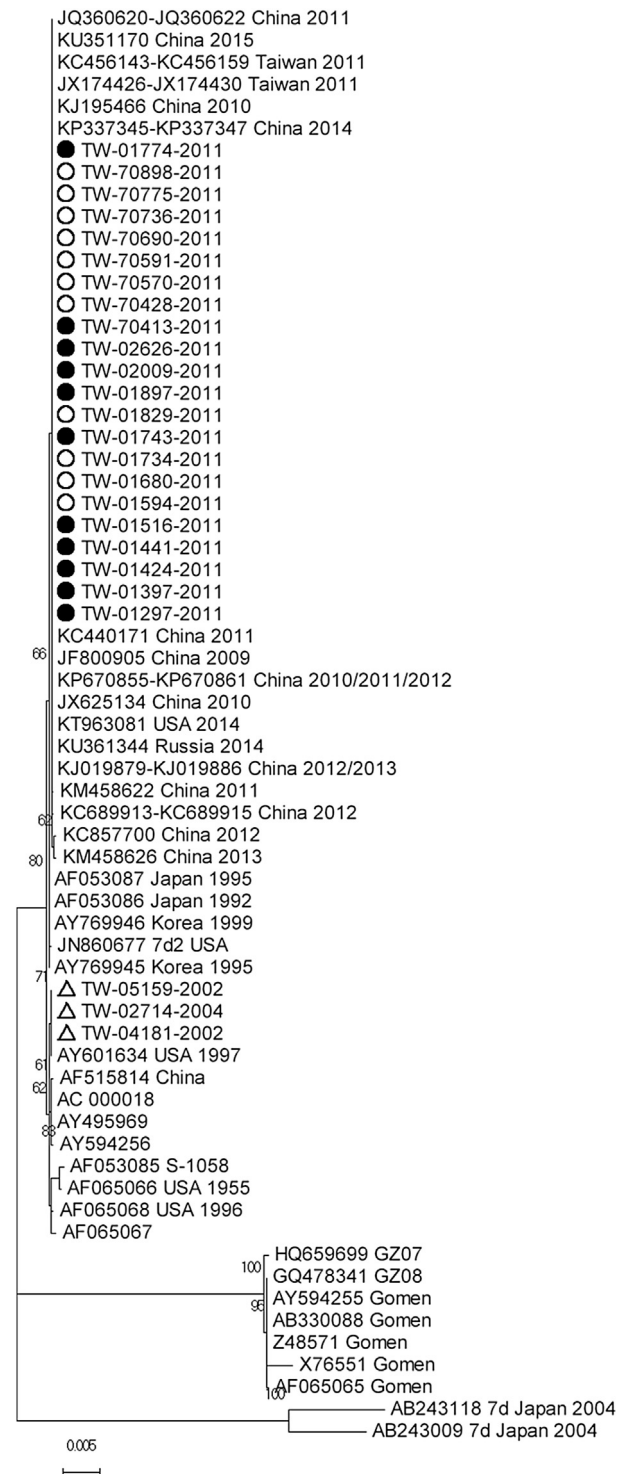 JQ360620-JQ360622 China 2011
KU351170 China 2015
KC456143-KC456159 Taiwan 2011
JX174426-JX174430 Taiwan 2011
KJ195466 China 2010
KP337345-KP337347 China 2014
TW-01774-2011
TW-70898-2011
TW-70775-2011
TW-70736-2011
TW-70690-2011
TW-70591-2011
TW-70570-2011
TW-70428-2011
TW-70413-2011
TW-02626-2011
TW-02009-2011
TW-01897-2011
TW-01829-2011
TW-01743-2011
TW-01734-2011
TW-01680-2011
TW-01594-2011
TW-01516-2011
TW-01441-2011
TW-01424-2011
TW-01397-2011
TW-01297-2011
KC440171 China 2011
66
JF800905 China 2009
KP670855-KP670861 China 2010/2011/2012
JX625134 China 2010
KT963081 USA 2014
KU361344 Russia 2014
KJ019879-KJ019886 China 2012/2013
KM458622 China 2011
KC689913-KC689915 China 2012
62
KC857700 China 2012
KM458626 China 2013
80
AF053087 Japan 1995
AF053086 Japan 1992
AY769946 Korea 1999
JN860677 7d2 USA
AY769945 Korea 1995
71
TW-05159-2002
TW-02714-2004
TW-04181-2002
AY601634 USA 1997
61
AF515814 China
62
AC 000018
AY495969
AY594256
AF053085 S-1058
AF065066 USA 1955
AF065068 USA 1996
AF065067
HQ659699 GZ07
100
GQ478341 GZ08
AY594255 Gomen
95
AB330088 Gomen
Z48571 Gomen
X76551 Gomen
AF065065 Gomen
100
AB243118 7d Japan 2004
AB243009 7d Japan 2004
0.005